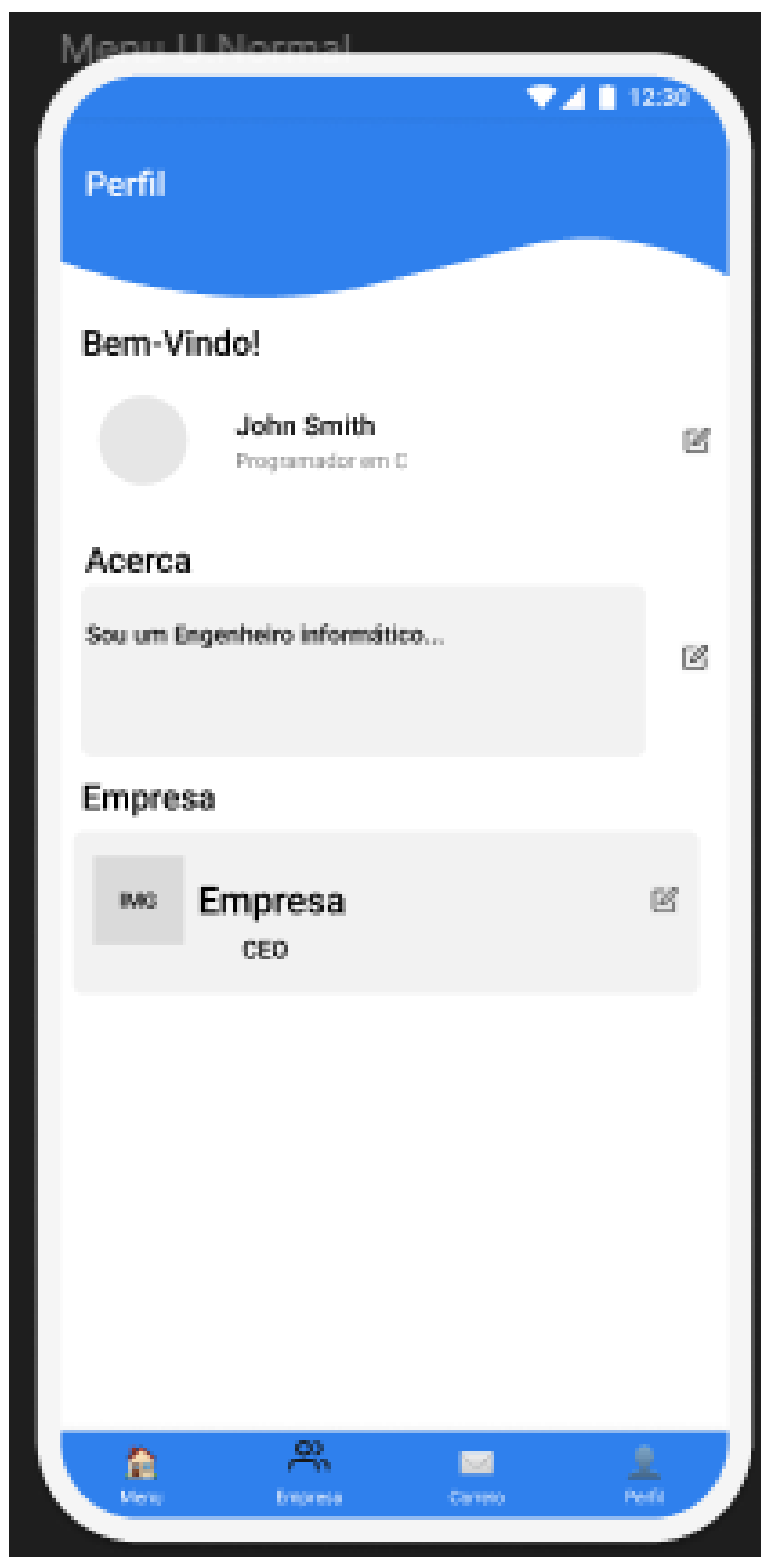 Menu U.Normal
12:30
Perfil
Bem-Vindo!
John Smith
Programador em C
Acerca
Sou um Engenheiro informático...
Empresa
IMG
Empresa
CEO
Menu
Empresa
Correio
Perfil